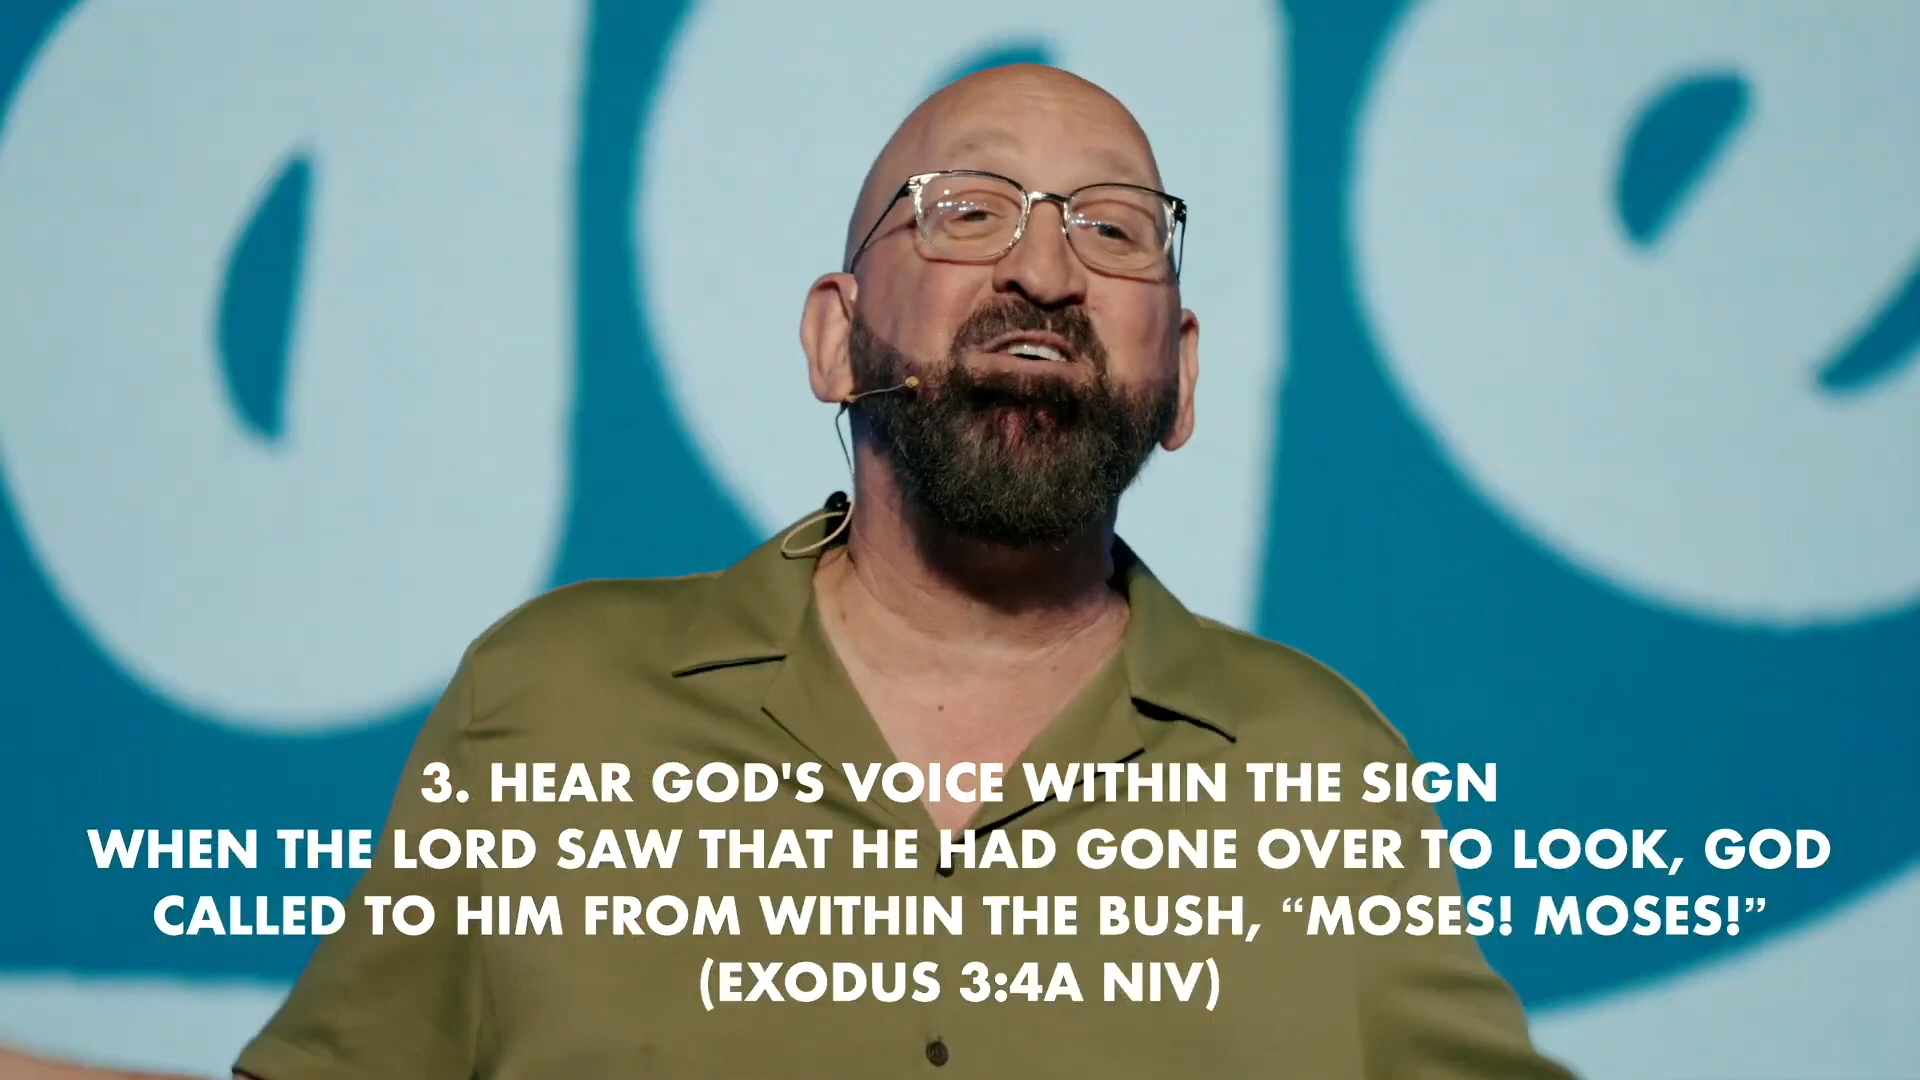 3. HEAR GOD'S VOICE WITHIN THE SIGN
WHEN THE LORD SAW THAT HE HAD GONE OVER TO LOOK, GOD
CALLED TO HIM FROM WITHIN THE BUSH, “MOSES! MOSES!”
(EXODUS 3:4A NIV)